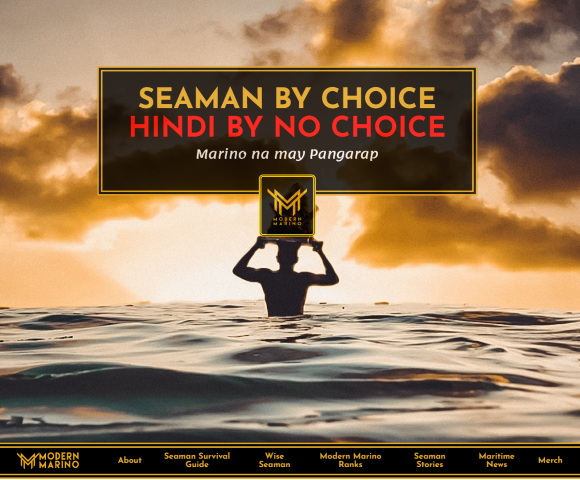 SEAMAN BY CHOICE
HINDI BY NO CHOICE
Marino na may Pangarap
MODERN
MARINO
MODERN
MARINO
About
Seaman Survival
Guide
Wise
Seaman
Modern Marino
Ranks
Seaman
Stories
Maritime
News
Merch